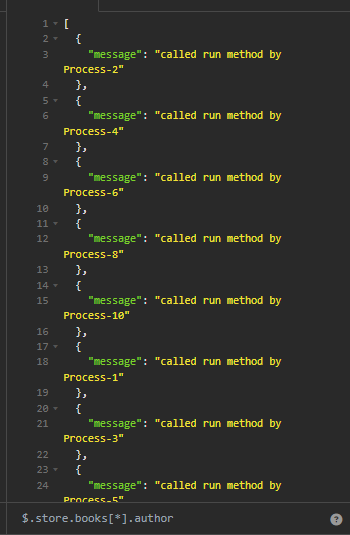 1 [
2 {
3 "message": "called run method by
Process-2"
4 },
5 {
6 "message": "called run method by
Process-4"
7 },
8 {
9 "message": "called run method by
Process-6"
10 },
11 {
12 "message": "called run method by
Process-8"
13 },
14 {
15 "message": "called run method by
Process-10"
16 },
17 {
18 "message": "called run method by
Process-1"
19 },
20 {
21 "message": "called run method by
Process-3"
22 },
23 {
24 "message": "called run method by
Process-5"
$.store.books[*].author ?